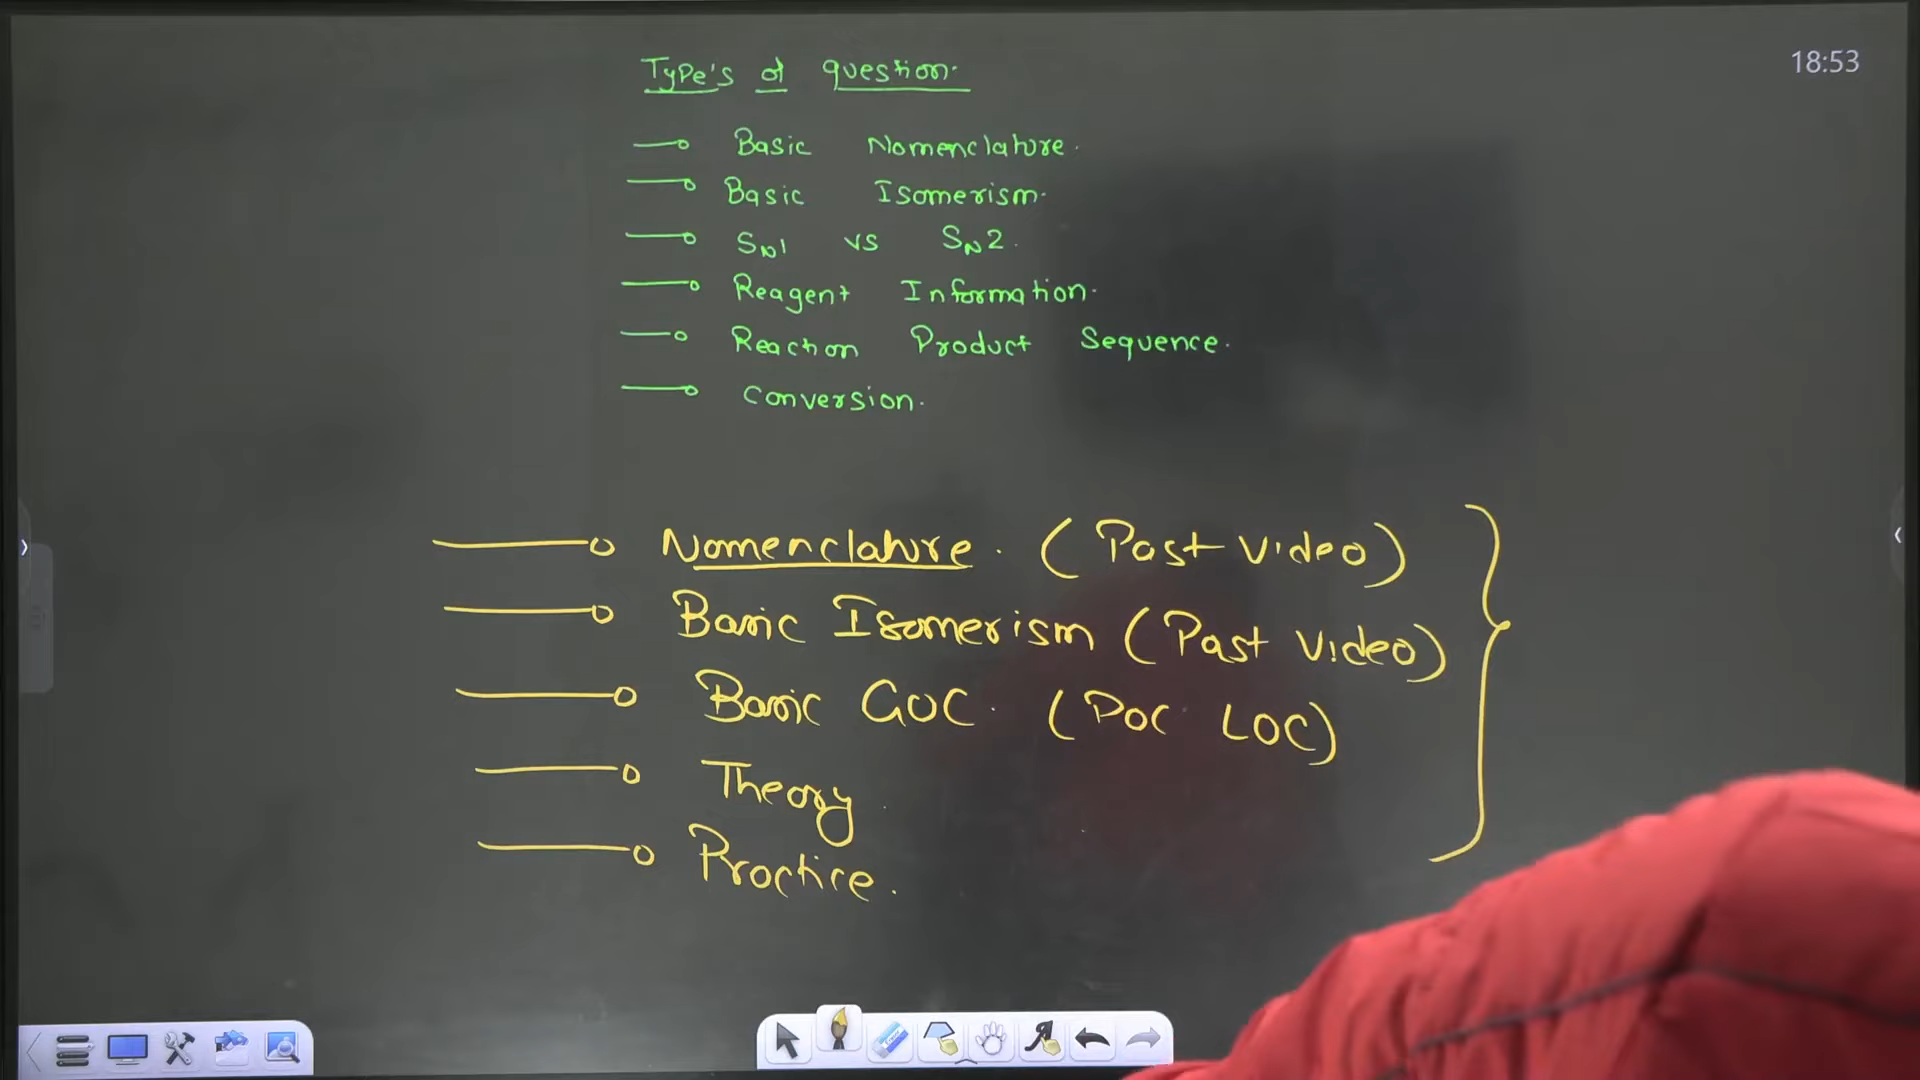 18:53
Type's of question.
Basic Nomenclature.
Basic Isomerism.
SN1 vs SN2.
Reagent Information.
Reaction Product Sequence.
Conversion.
Nomenclature. (Past video)
Basic Isomerism (Past Video)
Basic GOC. (POC LOC)
Theory.
Practice.